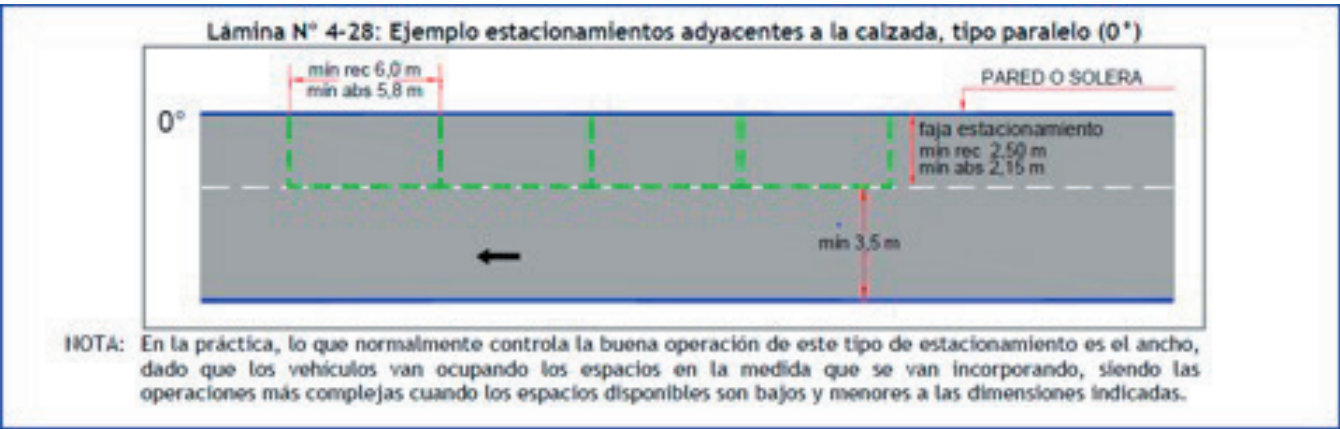 Lámina N° 4-28: Ejemplo estacionamientos adyacentes a la calzada, tipo paralelo (0°)
min rec 6,0 m
min abs 5,8 m
PARED O SOLERA
0°
faja estacionamiento
min rec 2,50 m
min abs 2,15 m
min 3,5 m
NOTA: En la práctica, lo que normalmente controla la buena operación de este tipo de estacionamiento es el ancho,
dado que los vehículos van ocupando los espacios en la medida que se van incorporando, siendo las
operaciones más complejas cuando los espacios disponibles son bajos y menores a las dimensiones indicadas.